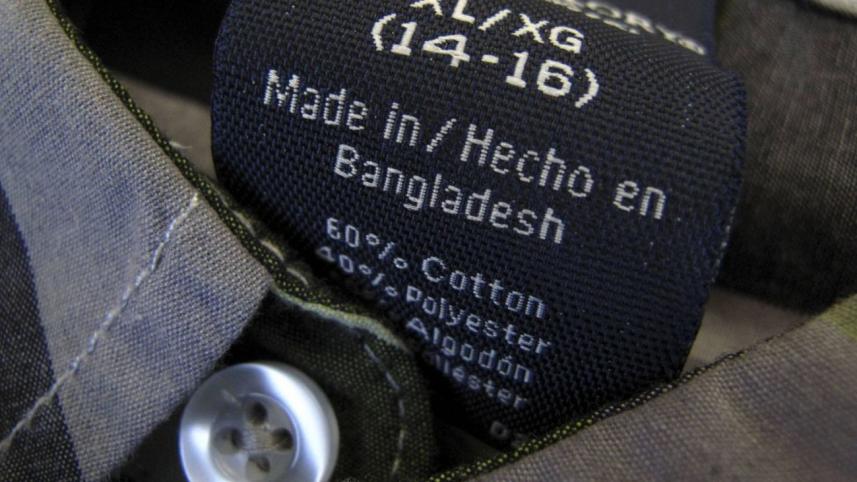 XL/XG
(14-16)
Made in/Hecho en
Bangladesh
60% Cotton
40% Polyester
Algodón